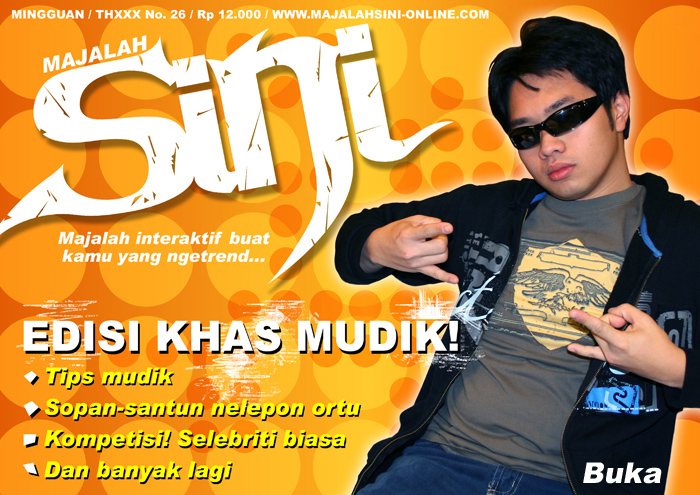 MINGGUAN / THXXX No. 26 / Rp 12.000 / WWW.MAJALAHSINI-ONLINE.COM
MAJALAH
Sini
Majalah interaktif buat
kamu yang ngetrend...
EDISI KHAS MUDIK!
Tips mudik
Sopan-santun nelepon ortu
Kompetisi! Selebriti biasa
Dan banyak lagi
Buka